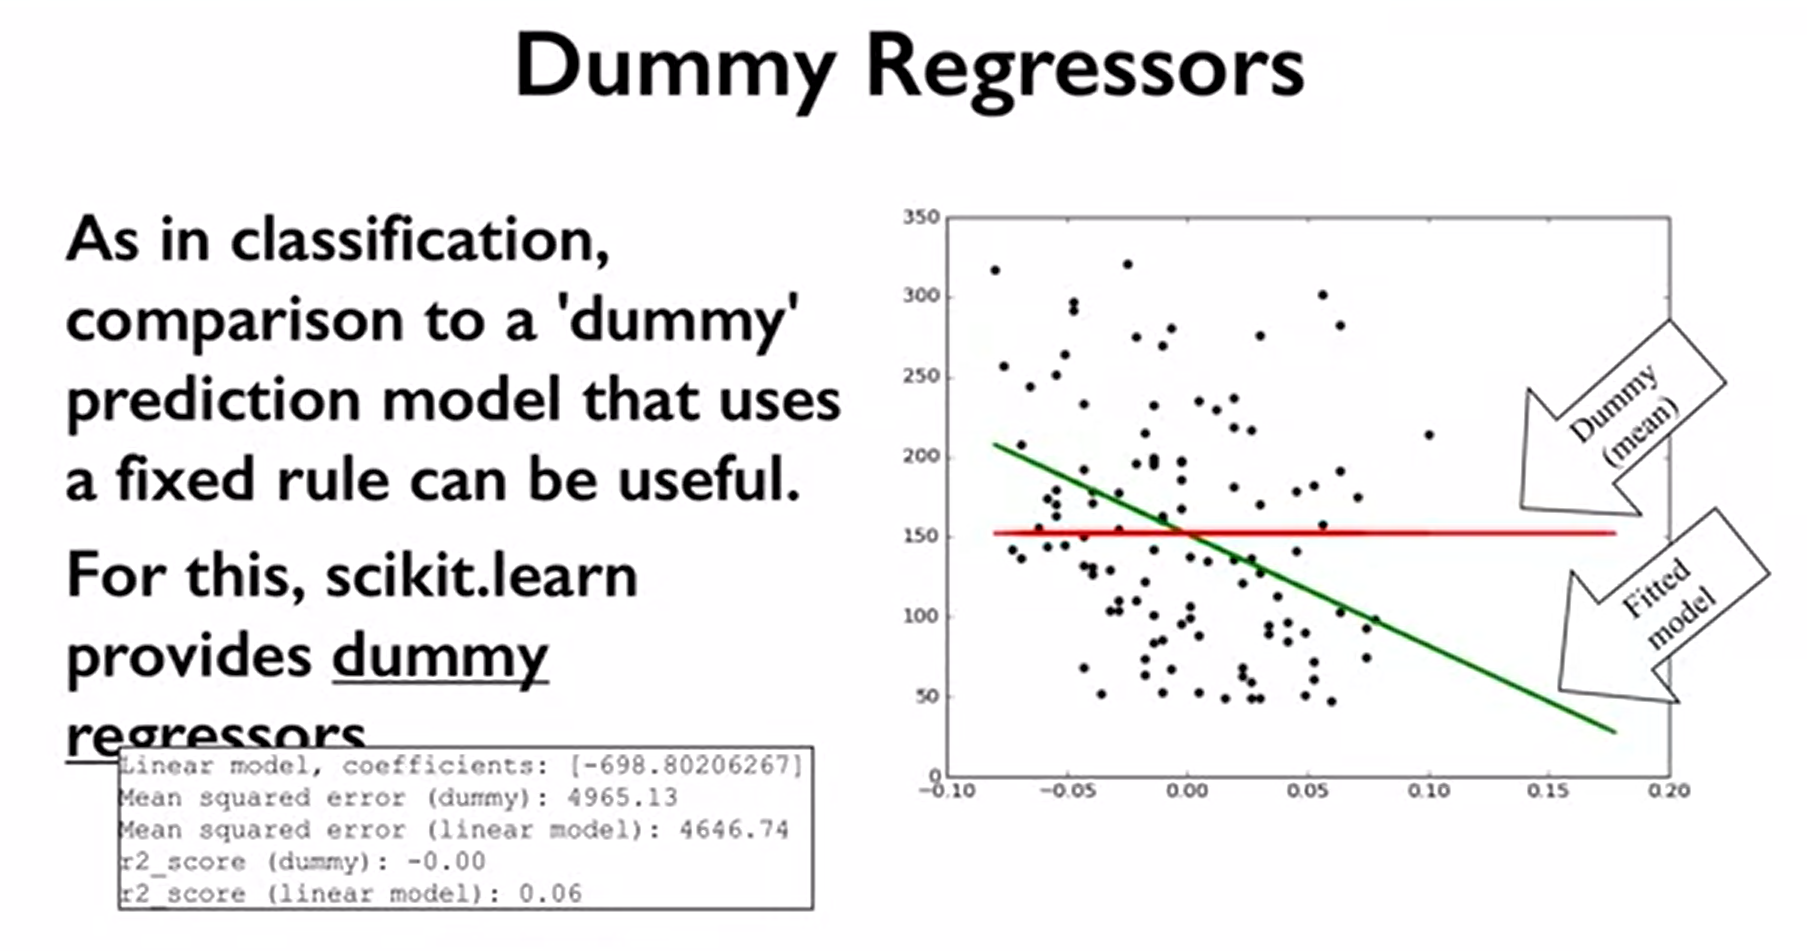 Dummy Regressors
As in classification,
comparison to a 'dummy'
prediction model that uses
a fixed rule can be useful.
For this, scikit.learn
provides dummy
regressors
Linear model, coefficients: [-698.80206267]
Mean squared error (dummy): 4965.13
Mean squared error (linear model): 4646.74
r2_score (dummy): -0.00
r2_score (linear model): 0.06
350
300
250
200
150
100
50
0
−0.10 −0.05 0.00 0.05 0.10 0.15 0.20
Dummy
(mean)
Fitted
model